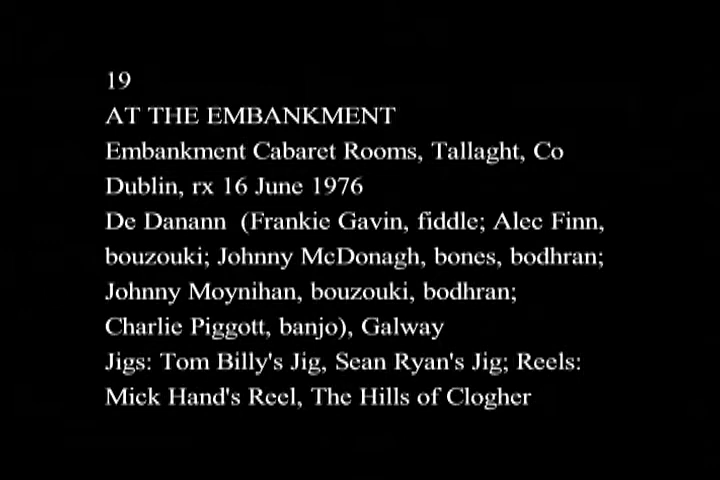 19
AT THE EMBANKMENT
Embankment Cabaret Rooms, Tallaght, Co
Dublin, rx 16 June 1976
De Danann (Frankie Gavin, fiddle; Alec Finn,
bouzouki; Johnny McDonagh, bones, bodhran;
Johnny Moynihan, bouzouki, bodhran;
Charlie Piggott, banjo), Galway
Jigs: Tom Billy's Jig, Sean Ryan's Jig; Reels:
Mick Hand's Reel, The Hills of Clogher